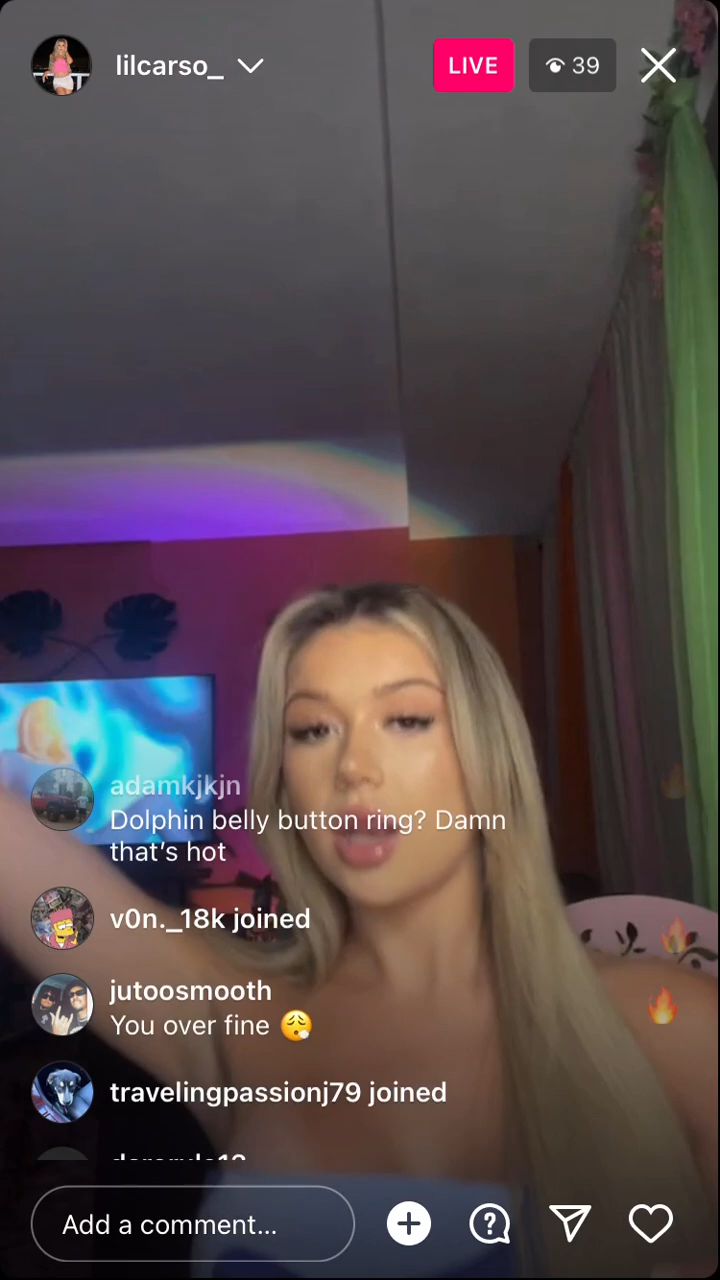 lilcarso_
LIVE
39
adamkjkjn
Dolphin belly button ring? Damn
that's hot
v0n._18k joined
jutoosmooth
You over fine 😮‍💨
travelingpassionj79 joined
Add a comment...